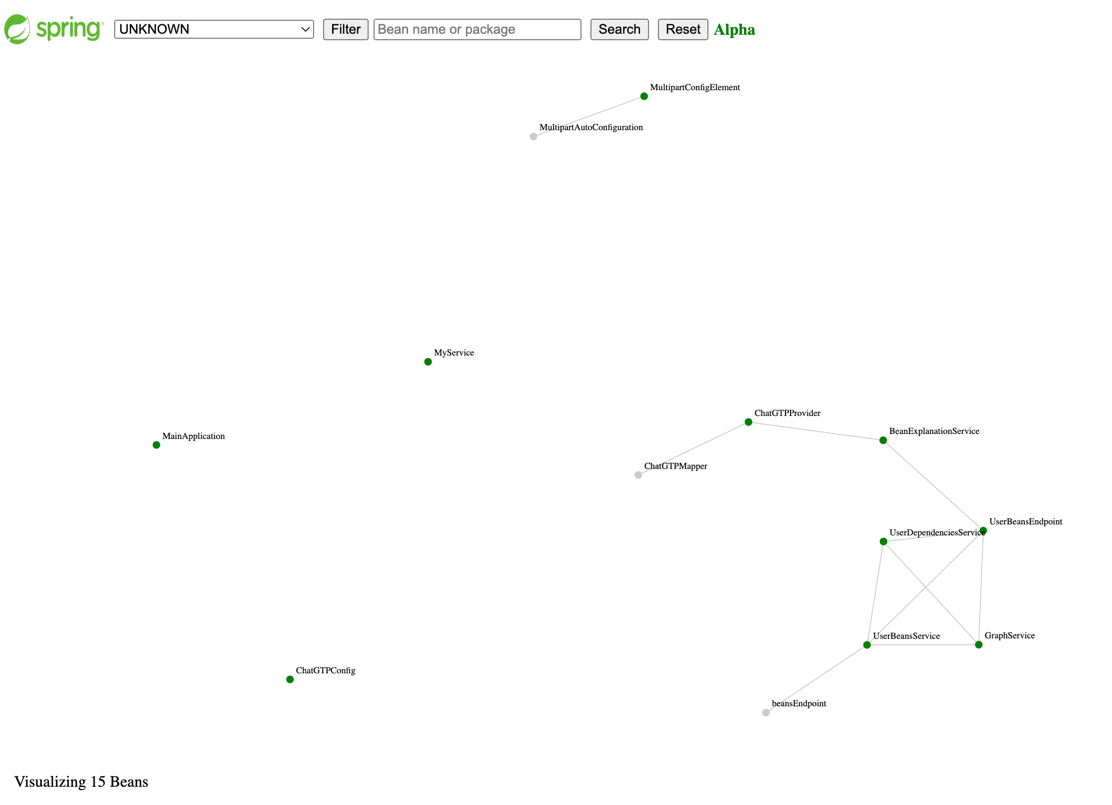 spring UNKNOWN Filter Bean name or package Search Reset Alpha
MultipartConfigElement
MultipartAutoConfiguration
MyService
ChatGTPProvider
BeanExplanationService
MainApplication
ChatGTPMapper
UserBeansEndpoint
UserDependenciesService
UserBeansService
GraphService
ChatGTPConfig
beansEndpoint
Visualizing 15 Beans